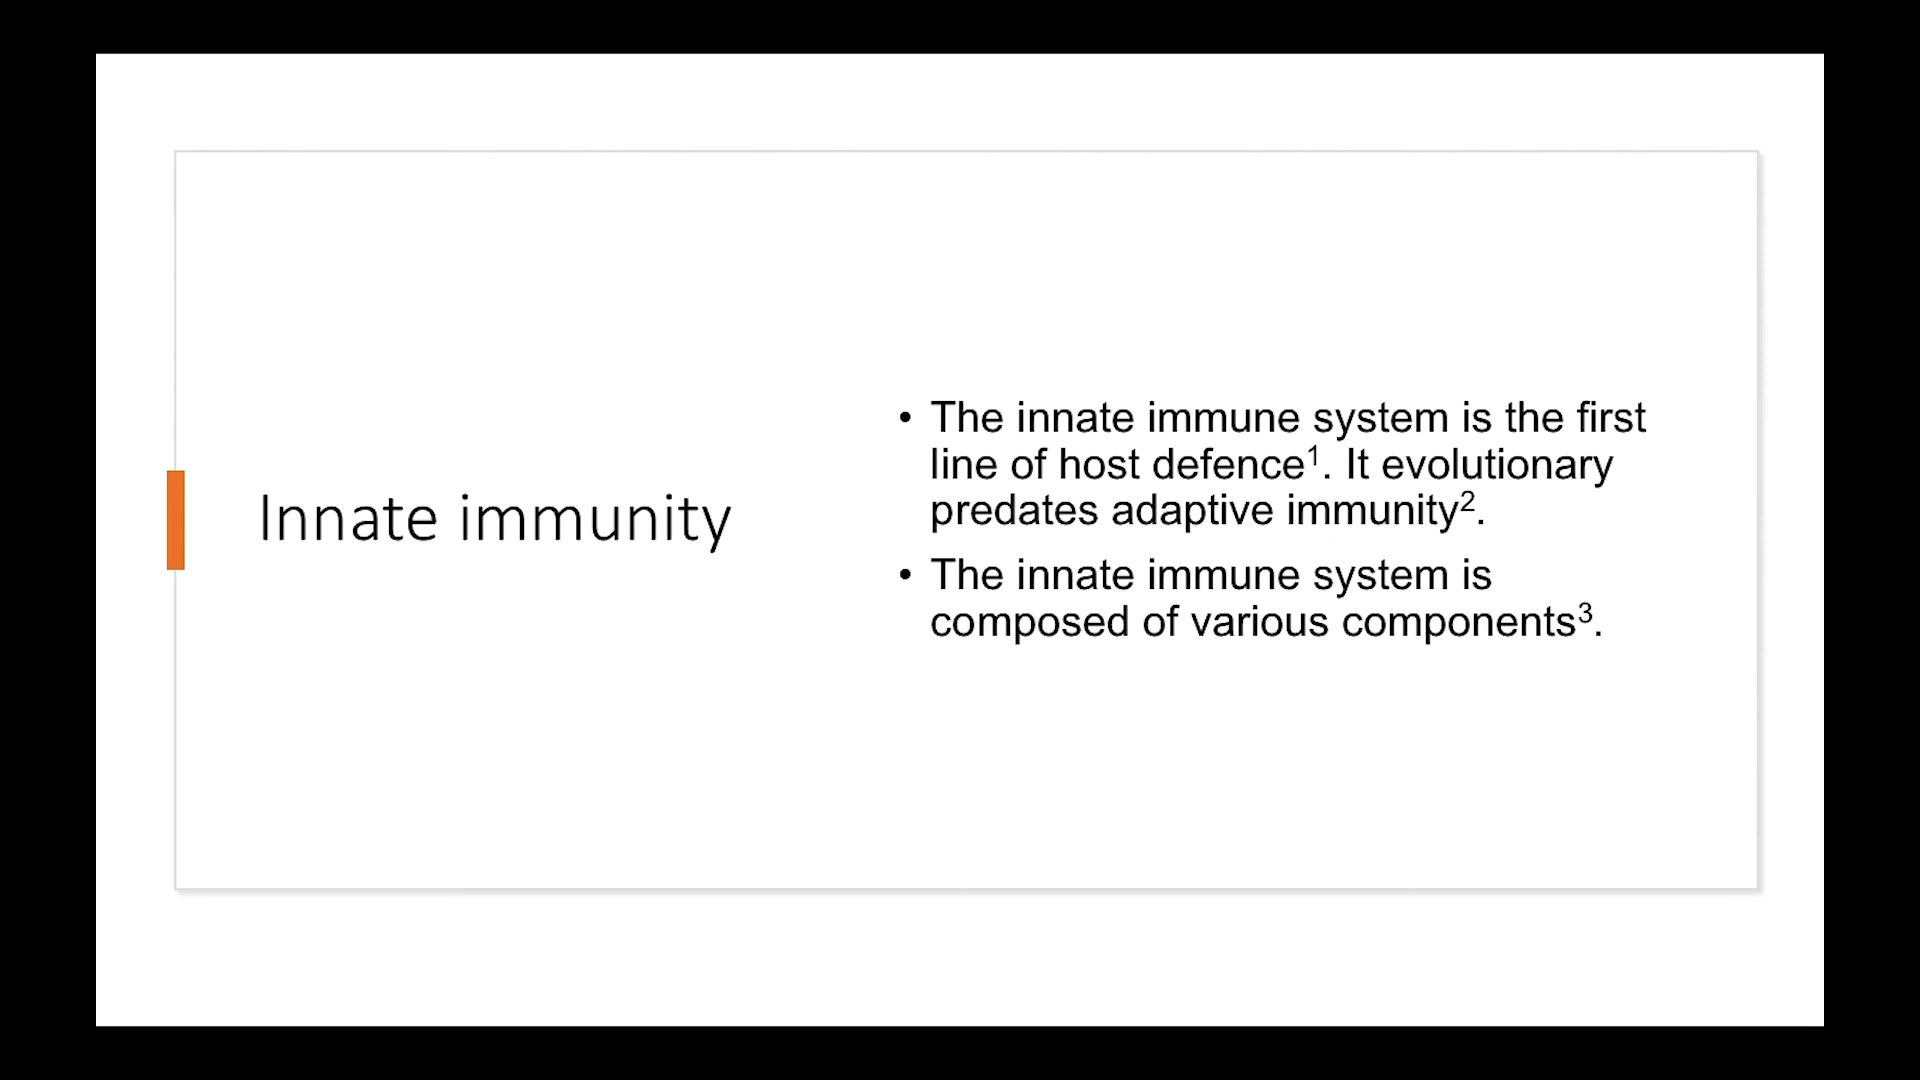 Innate immunity
• The innate immune system is the first
line of host defence¹. It evolutionary
predates adaptive immunity².
• The innate immune system is
composed of various components³.